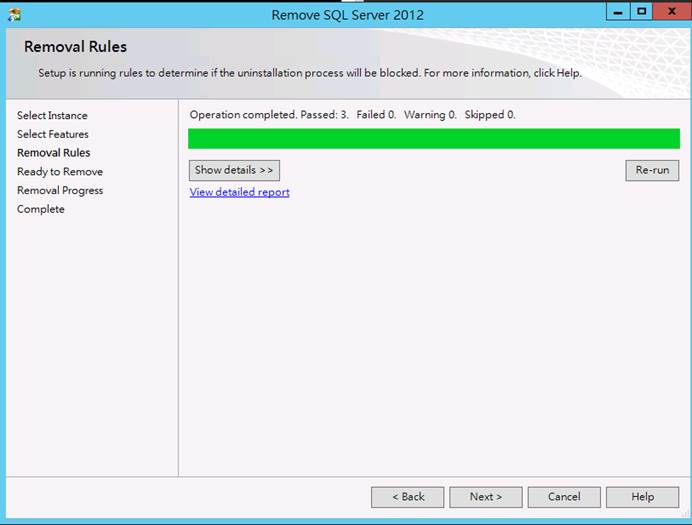 Remove SQL Server 2012
Removal Rules
Setup is running rules to determine if the uninstallation process will be blocked. For more information, click Help.
Select Instance
Select Features
Removal Rules
Ready to Remove
Removal Progress
Complete
Operation completed. Passed: 3.   Failed 0.   Warning 0.   Skipped 0.
Show details >>
Re-run
View detailed report
< Back
Next >
Cancel
Help